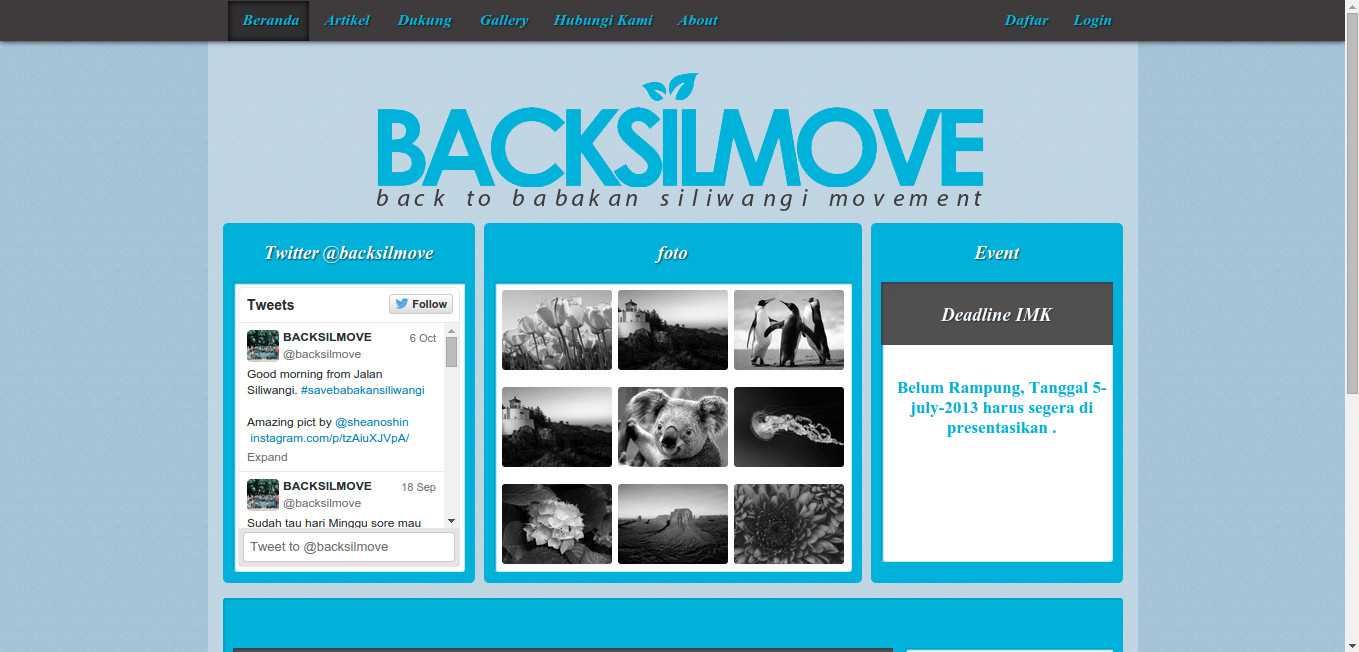 Beranda Artikel Dukung Gallery Hubungi Kami About Daftar Login
BACKSILMOVE
back to babakan siliwangi movement
Twitter @backsilmove
Tweets
Follow
BACKSILMOVE 6 Oct
@backsilmove
Good morning from Jalan
Siliwangi. #savebabakansiliwangi
Amazing pict by @sheanoshin
instagram.com/p/tzAiuXJVpA/
Expand
BACKSILMOVE 18 Sep
@backsilmove
Sudah tau hari Minggu sore mau
Tweet to @backsilmove
foto
Event
Deadline IMK
Belum Rampung, Tanggal 5-
july-2013 harus segera di
presentasikan .